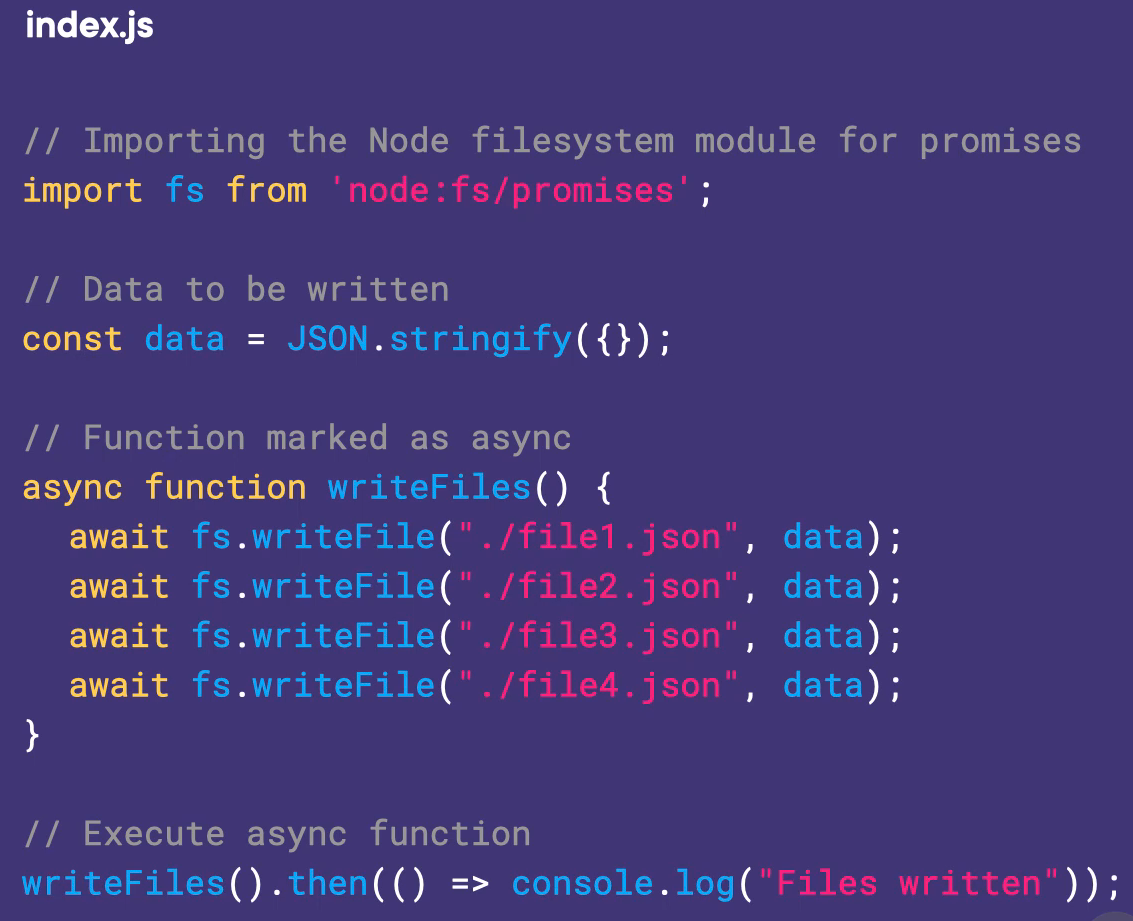 index.js
// Importing the Node filesystem module for promises
import fs from 'node:fs/promises';
// Data to be written
const data = JSON.stringify({});
// Function marked as async
async function writeFiles() {
await fs.writeFile("./file1.json", data);
await fs.writeFile("./file2.json", data);
await fs.writeFile("./file3.json", data);
await fs.writeFile("./file4.json", data);
}
// Execute async function
writeFiles().then(() => console.log("Files written"));